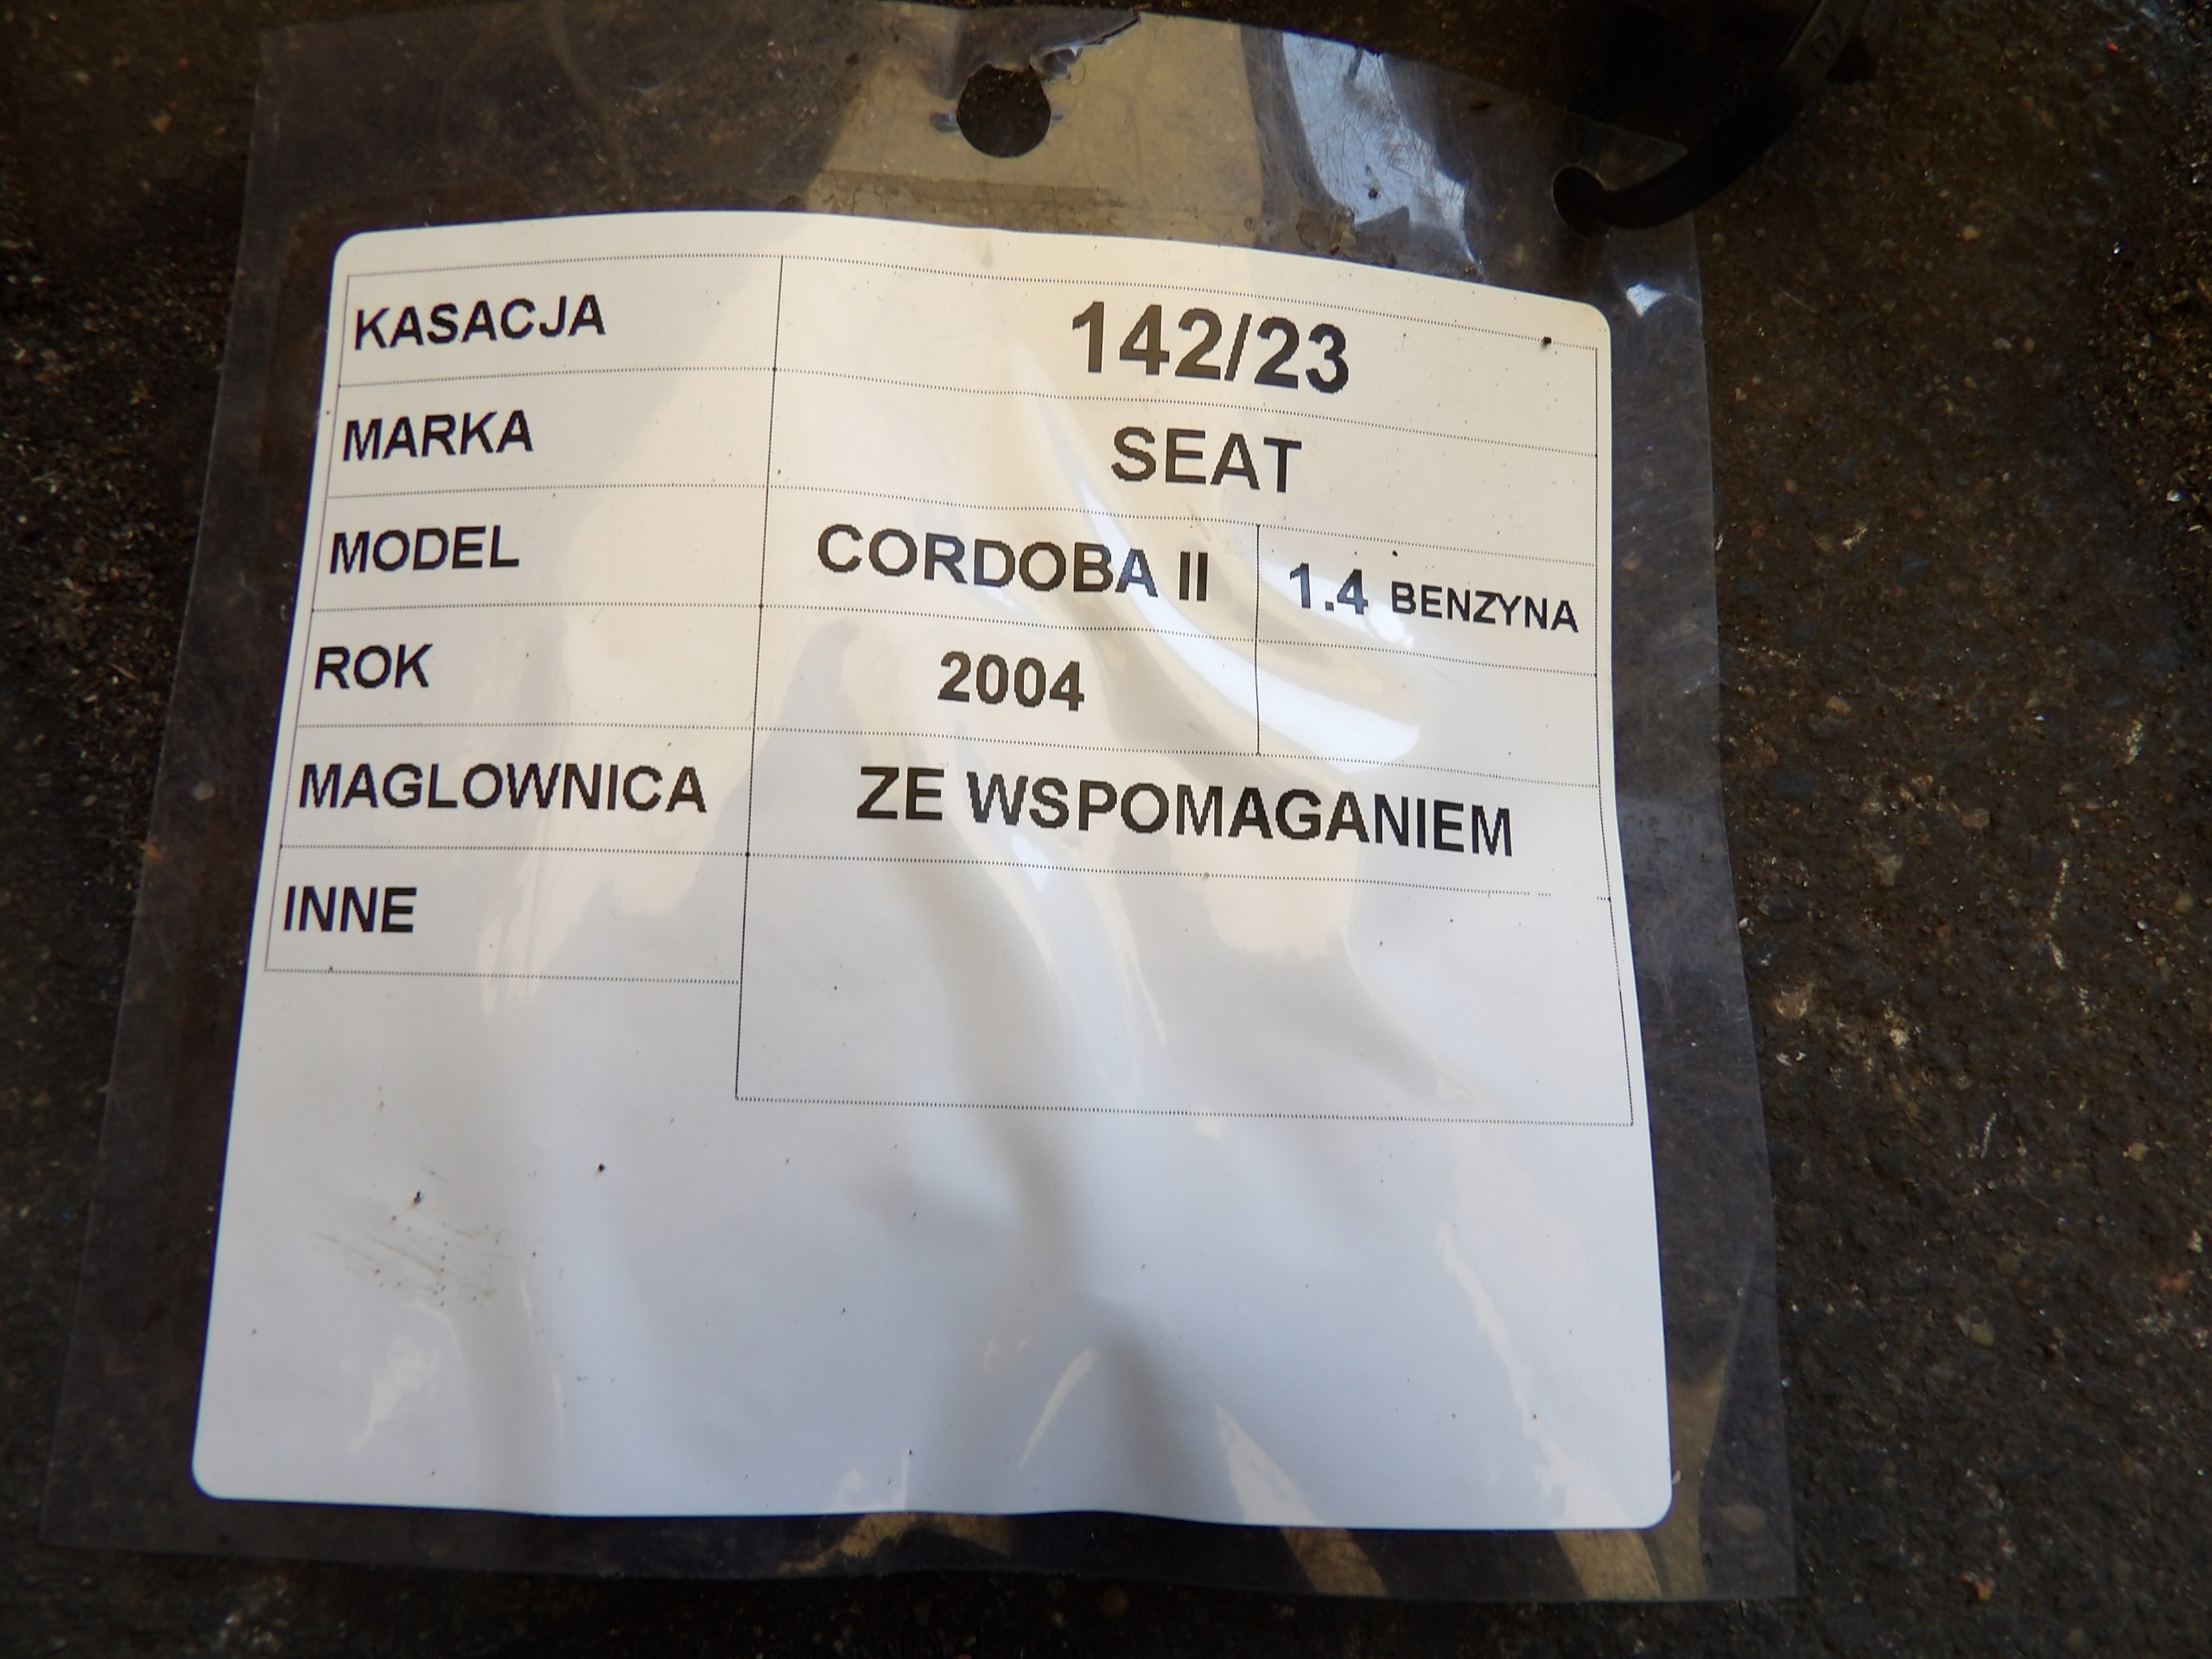 KASACJA 142/23
MARKA SEAT
MODEL CORDOBA II 1.4 BENZYNA
ROK 2004
MAGLOWNICA ZE WSPOMAGANIEM
INNE